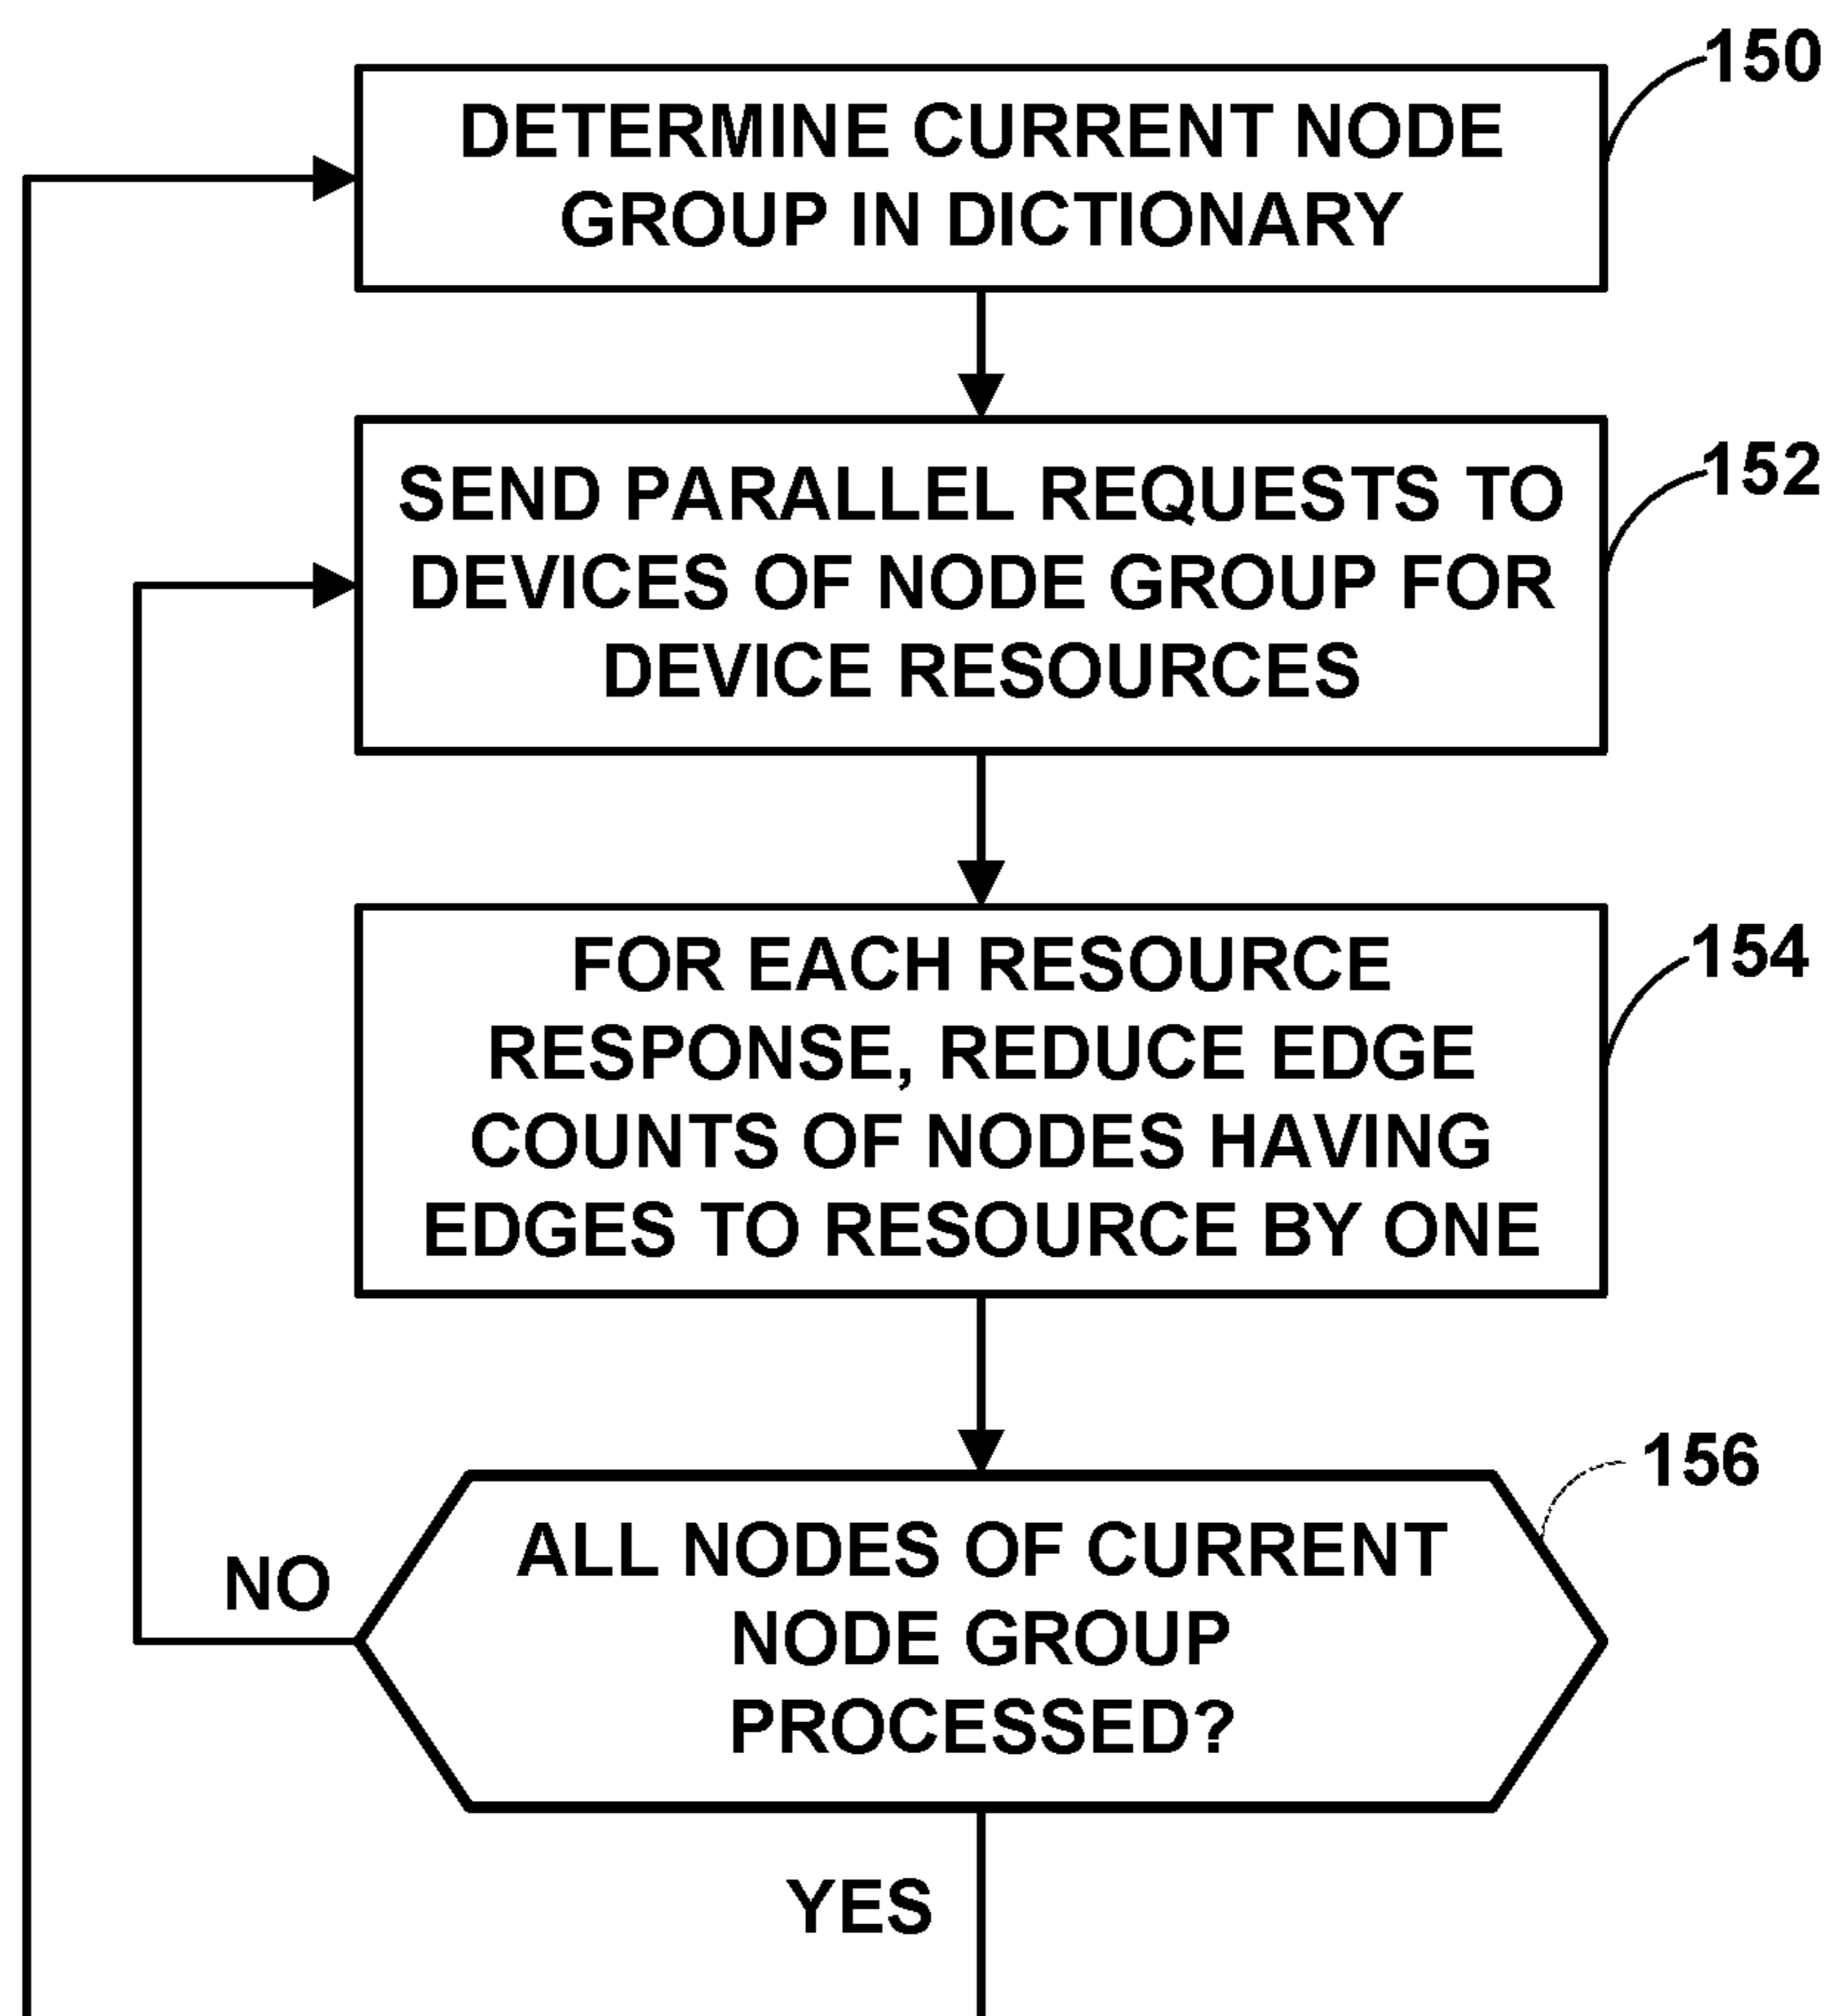 150
DETERMINE CURRENT NODE
GROUP IN DICTIONARY
152
SEND PARALLEL REQUESTS TO
DEVICES OF NODE GROUP FOR
DEVICE RESOURCES
154
FOR EACH RESOURCE
RESPONSE, REDUCE EDGE
COUNTS OF NODES HAVING
EDGES TO RESOURCE BY ONE
156
ALL NODES OF CURRENT
NODE GROUP
PROCESSED?
NO
YES